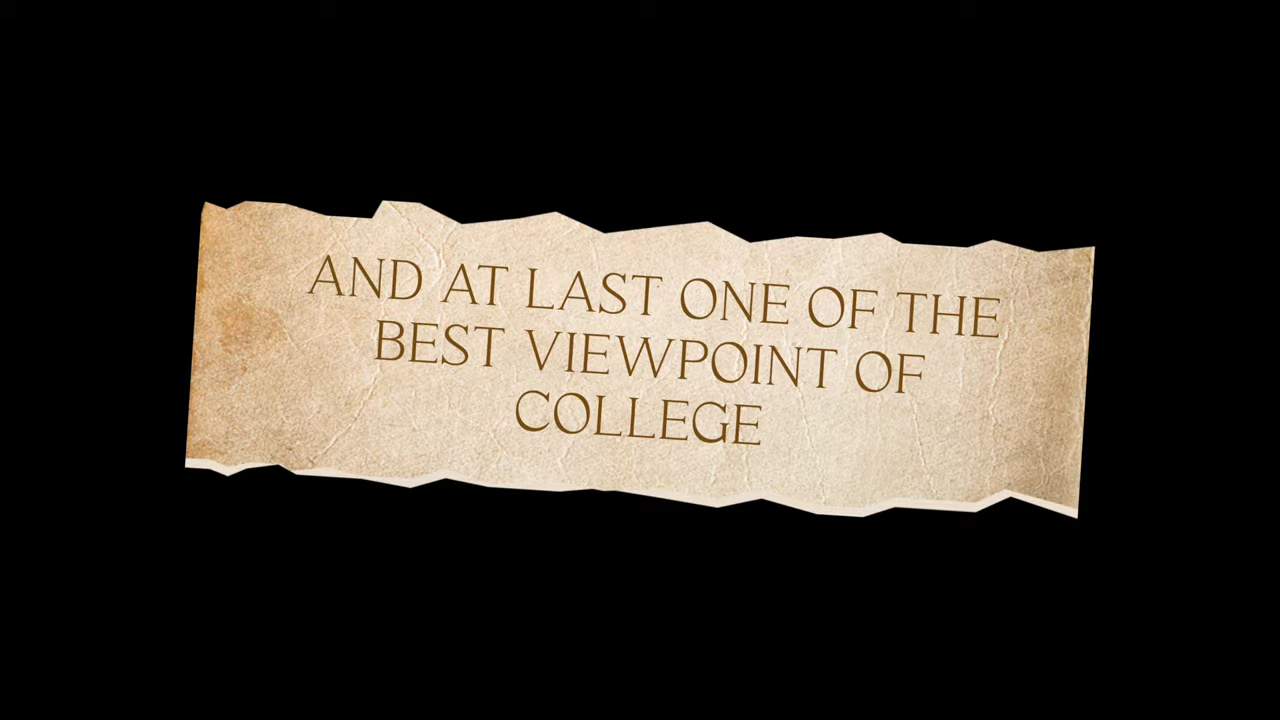 AND AT LAST ONE OF THE
BEST VIEWPOINT OF
COLLEGE